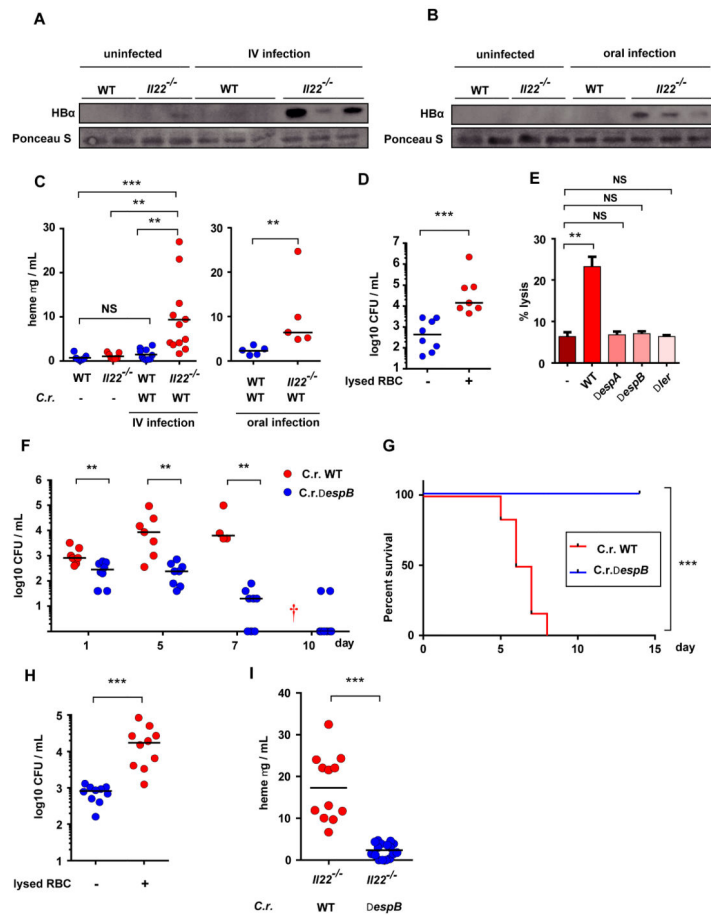 A
uninfected IV infection
WT Il22-/- WT Il22-/-
HBα
Ponceau S
B
uninfected oral infection
WT Il22-/- WT Il22-/-
HBα
Ponceau S
C
*** 
**
** 
NS
heme πg / mL
30
20
10
0
WT Il22-/- WT Il22-/-
C.r. - - WT WT
IV infection
**
30
20
10
0
WT Il22-/-
WT WT
oral infection
D
***
log10 CFU / mL
7
6
5
4
3
2
1
lysed RBC - +
E
NS
NS
NS
**
% lysis
30
20
10
0
- WT DespA DespB Dler
F
** ** **
C.r. WT
C.r.DespB
log10 CFU / mL
6
5
4
3
2
1
†
1 5 7 10 day
G
Percent survival
100
50
0
C.r. WT
C.r.DespB
***
0 5 10 15 day
H
***
log10 CFU / mL
5
4
3
2
1
lysed RBC - +
I
***
heme πg / mL
40
30
20
10
0
Il22-/- Il22-/-
C.r. WT DespB